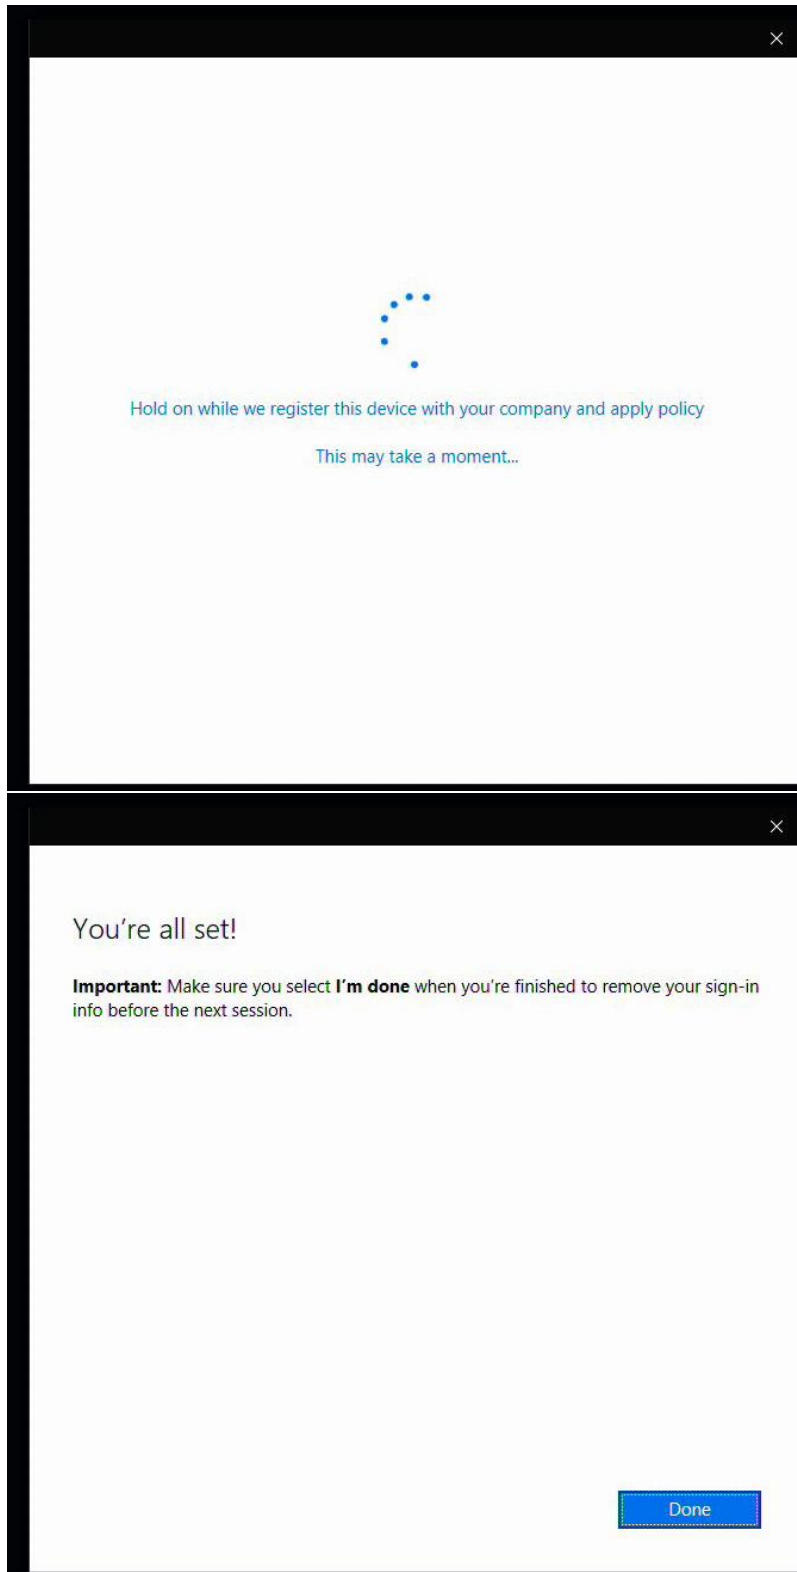 Hold on while we register this device with your company and apply policy
This may take a moment...
You're all set!
Important: Make sure you select I'm done when you're finished to remove your sign-in
info before the next session.
Done